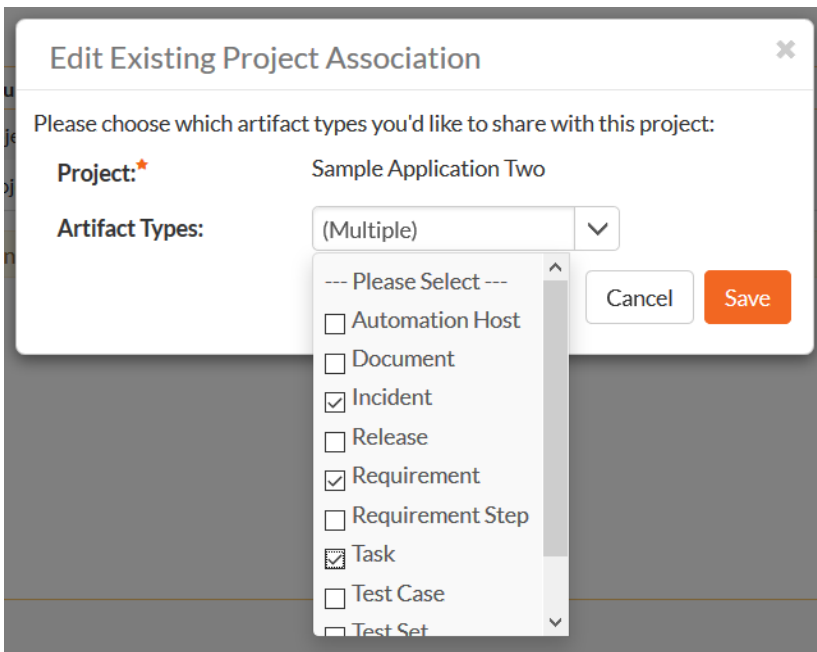 Edit Existing Project Association
Please choose which artifact types you'd like to share with this project:
Project:* Sample Application Two
Artifact Types: (Multiple)
--- Please Select ---
Cancel Save
Automation Host
Document
Incident
Release
Requirement
Requirement Step
Task
Test Case
Test Set